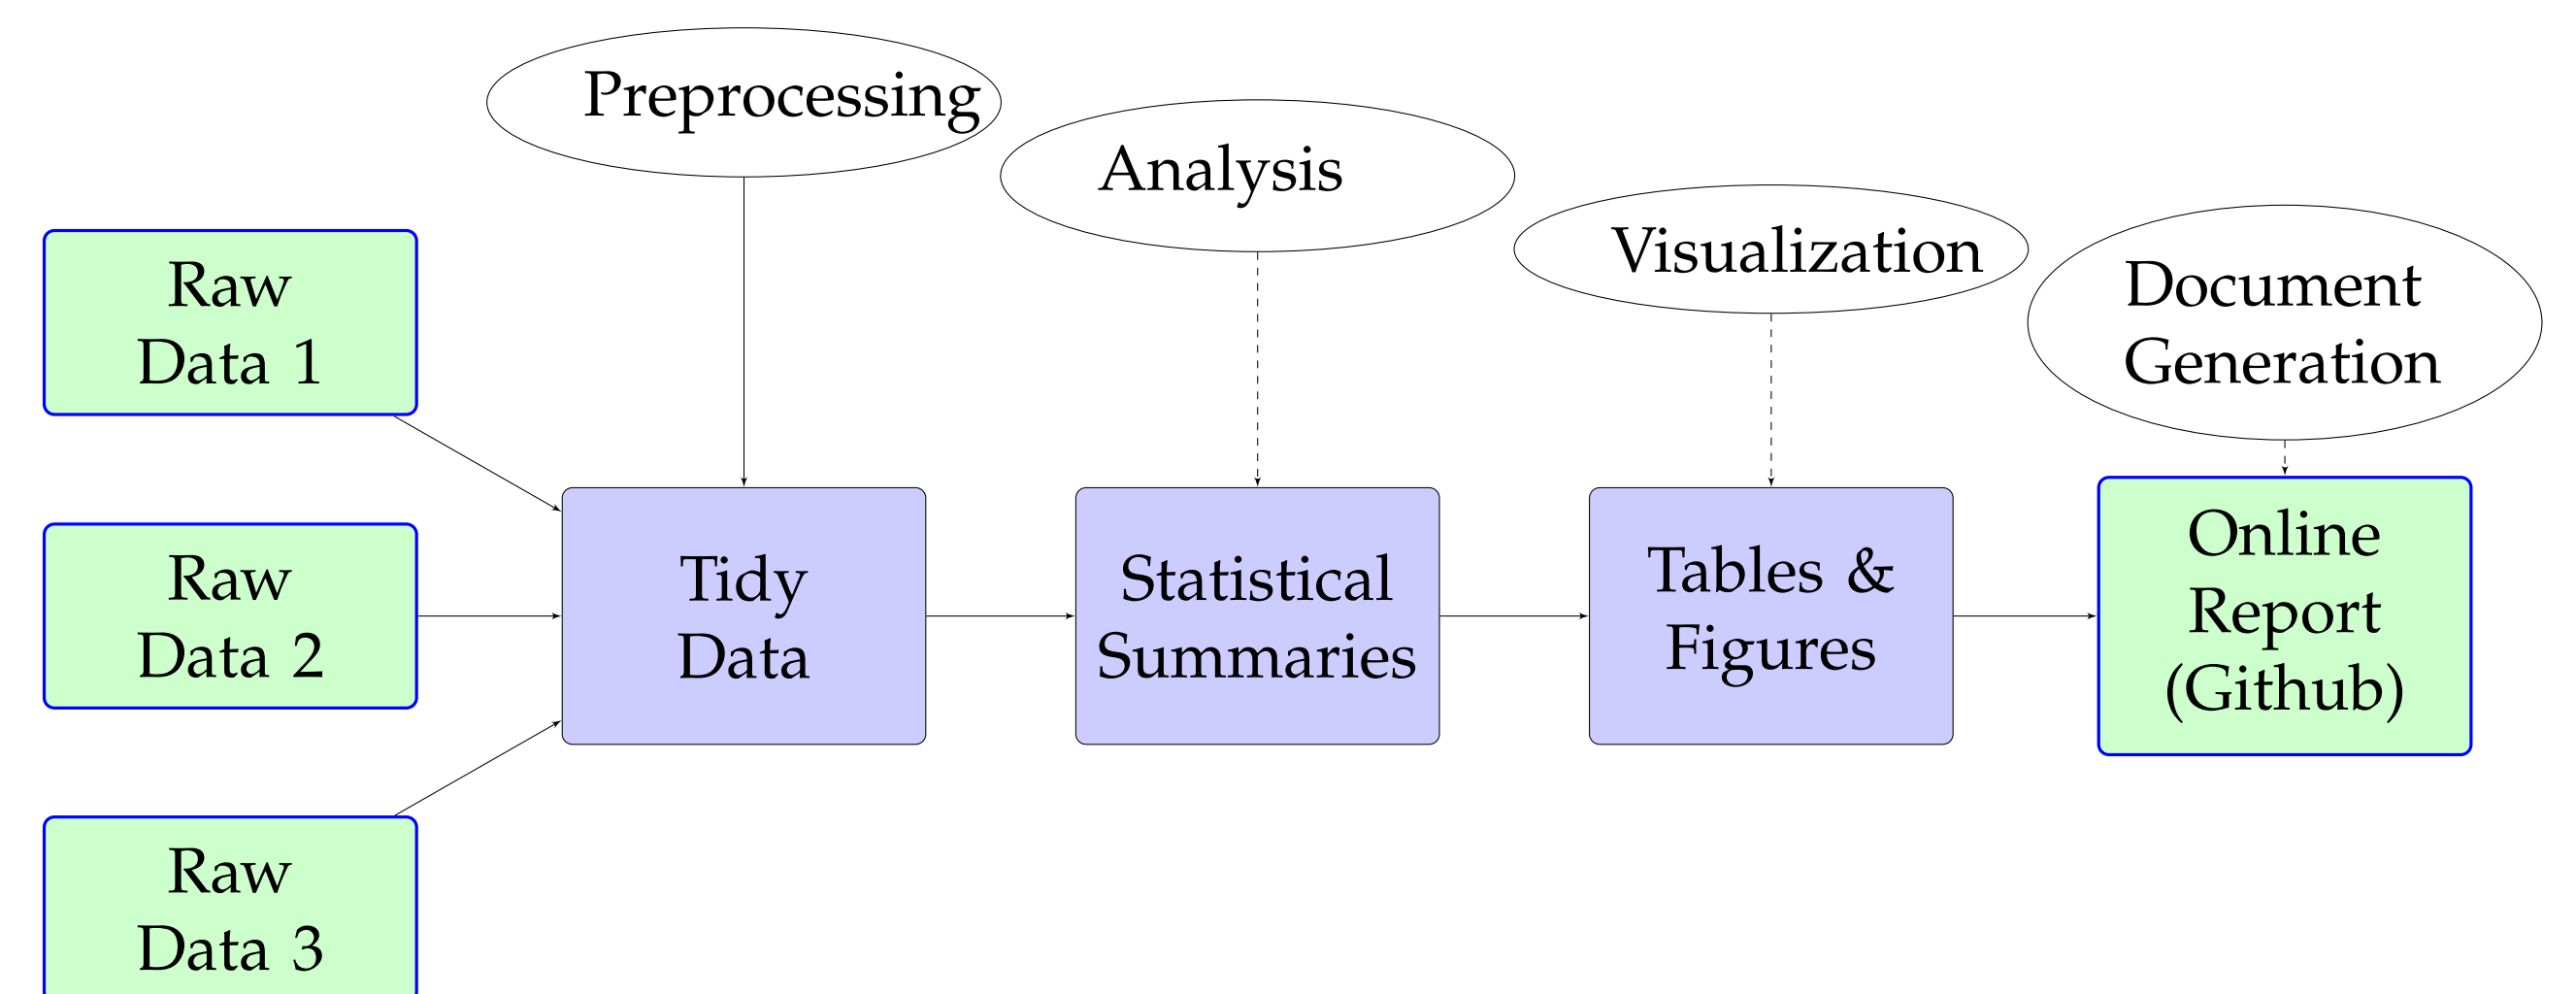 Preprocessing
Analysis
Visualization
Document
Generation
Raw
Data 1
Raw
Data 2
Raw
Data 3
Tidy
Data
Statistical
Summaries
Tables &
Figures
Online
Report
(Github)